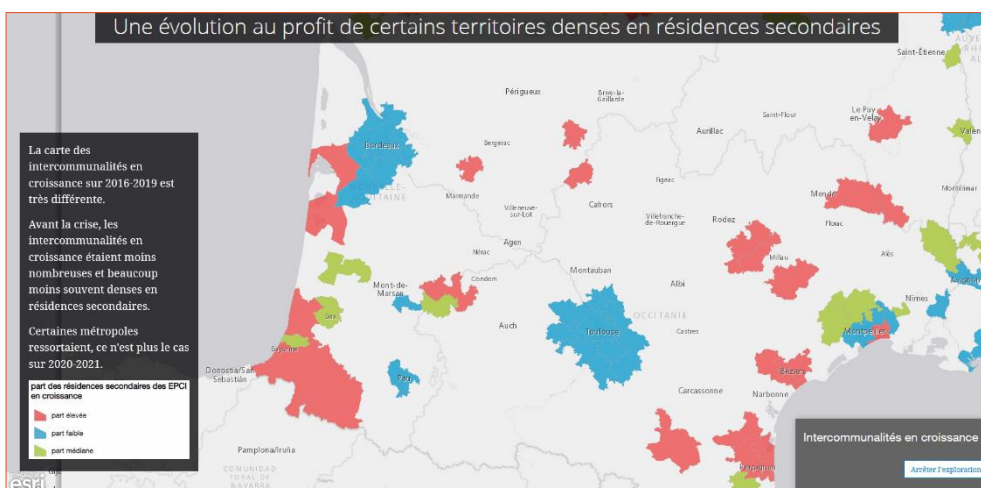 Une évolution au profit de certains territoires denses en résidences secondaires
Saint-Étienne
Périgueux
Brive-la-
Gaillarde
Saint-Flour
Le Puy-
en-Velay
Aurillac
Valen
La carte des
intercommunalités en
croissance sur 2016-2019 est
très différente.
Avant la crise, les
intercommunalités en
croissance étaient moins
nombreuses et beaucoup
moins souvent denses en
résidences secondaires.
Certaines métropoles
ressortaient, ce n'est plus le cas
sur 2020-2021.
part des résidences secondaires des EPCI
en croissance
part élevée
part faible
part médiane
Bordeaux
Bergerac
Figeac
Mende
Montélimar
Marmande
Villeneuve-
sur-Lot
Cahors
Villefranche-
de-Rouergue
Rodez
Florac
Alès
Agen
Nérac
Condom
Montauban
Millau
Mont-de-
Marsan
Albi
Nîmes
Dax
Auch
Toulouse
OCCITANIE
Castres
Montpellier
Bayonne
Donostia/San
Sebastián
Pau
Béziers
Carcassonne
Narbonne
Pamplona/Iruña
COMUNIDAD
FORAL DE
NAVARRA
Perpignan
Intercommunalités en croissance
Arrêter l'exploration
esri